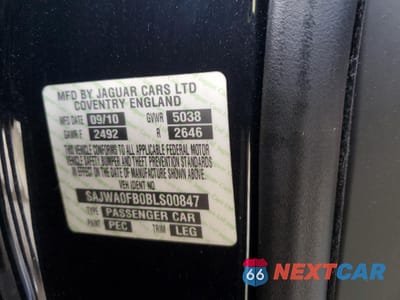 MFD BY JAGUAR CARS LTD
COVENTRY ENGLAND
MFD DATE 09/10 GVWR 5038
GAWR F 2492 R 2646
THIS VEHICLE CONFORMS TO ALL APPLICABLE FEDERAL MOTOR
VEHICLE SAFETY, BUMPER AND THEFT PREVENTION STANDARDS
IN EFFECT ON THE DATE OF MANUFACTURE SHOWN ABOVE
VEH IDENT NO
SAJWA0FB0BLS00847
TYPE PASSENGER CAR
PAINT PEC TRIM LEG
66 NEXTCAR